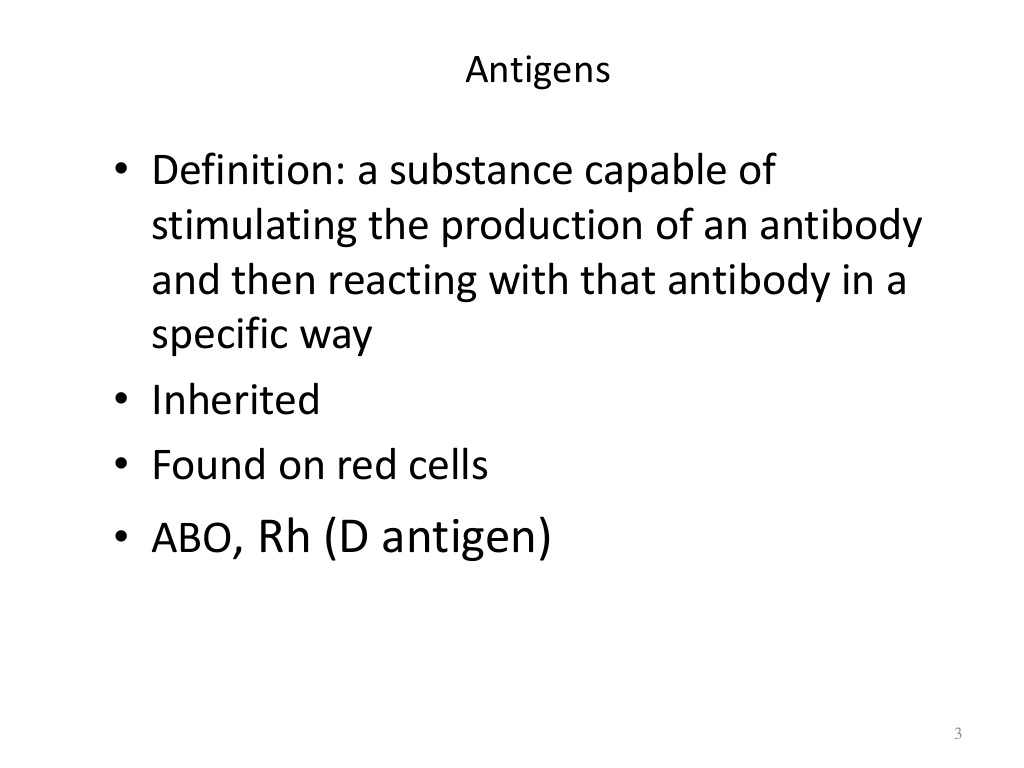 Antigens
• Definition: a substance capable of
stimulating the production of an antibody
and then reacting with that antibody in a
specific way
• Inherited
• Found on red cells
• ABO, Rh (D antigen)
3